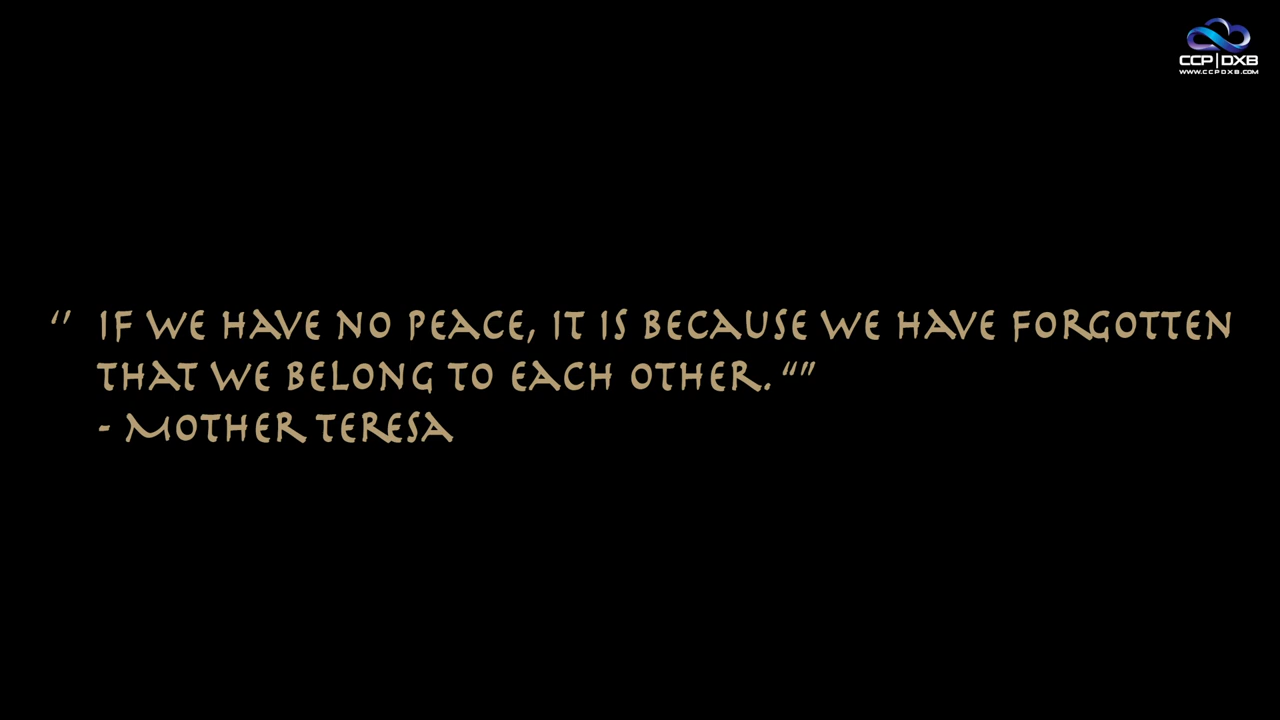 CCP|DXB
WWW.CCPDXB.COM
‘’ IF WE HAVE NO PEACE, IT IS BECAUSE WE HAVE FORGOTTEN
THAT WE BELONG TO EACH OTHER. “”
- MOTHER TERESA